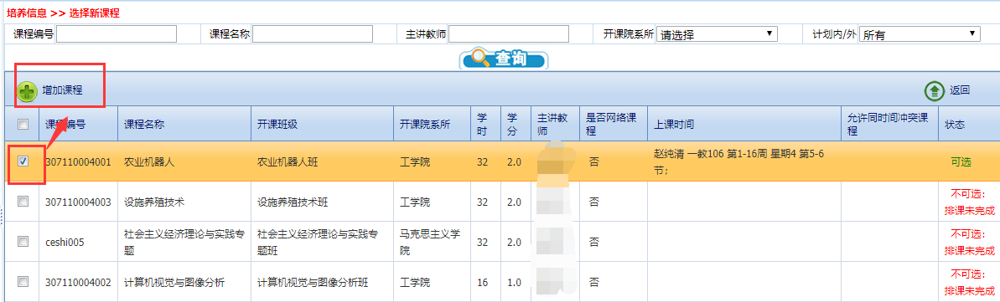 培养信息 >> 选择新课程
课程编号 课程名称 主讲教师 开课院系所 请选择 计划内/外 所有
查询
增加课程 返回
课程编号 课程名称 开课班级 开课院系所 学时 学分 主讲教师 是否网络课程 上课时间 允许同时间冲突课程 状态
307110004001 农业机器人 农业机器人班 工学院 32 2.0 否 赵纯清 一教106 第1-16周 星期4 第5-6节; 可选
307110004003 设施养殖技术 设施养殖技术班 工学院 32 2.0 否 不可选: 排课未完成
ceshi005 社会主义经济理论与实践专题 社会主义经济理论与实践专题班 马克思主义学院 32 2.0 否 不可选: 排课未完成
307110004002 计算机视觉与图像分析 计算机视觉与图像分析班 工学院 16 1.0 否 不可选: 排课未完成